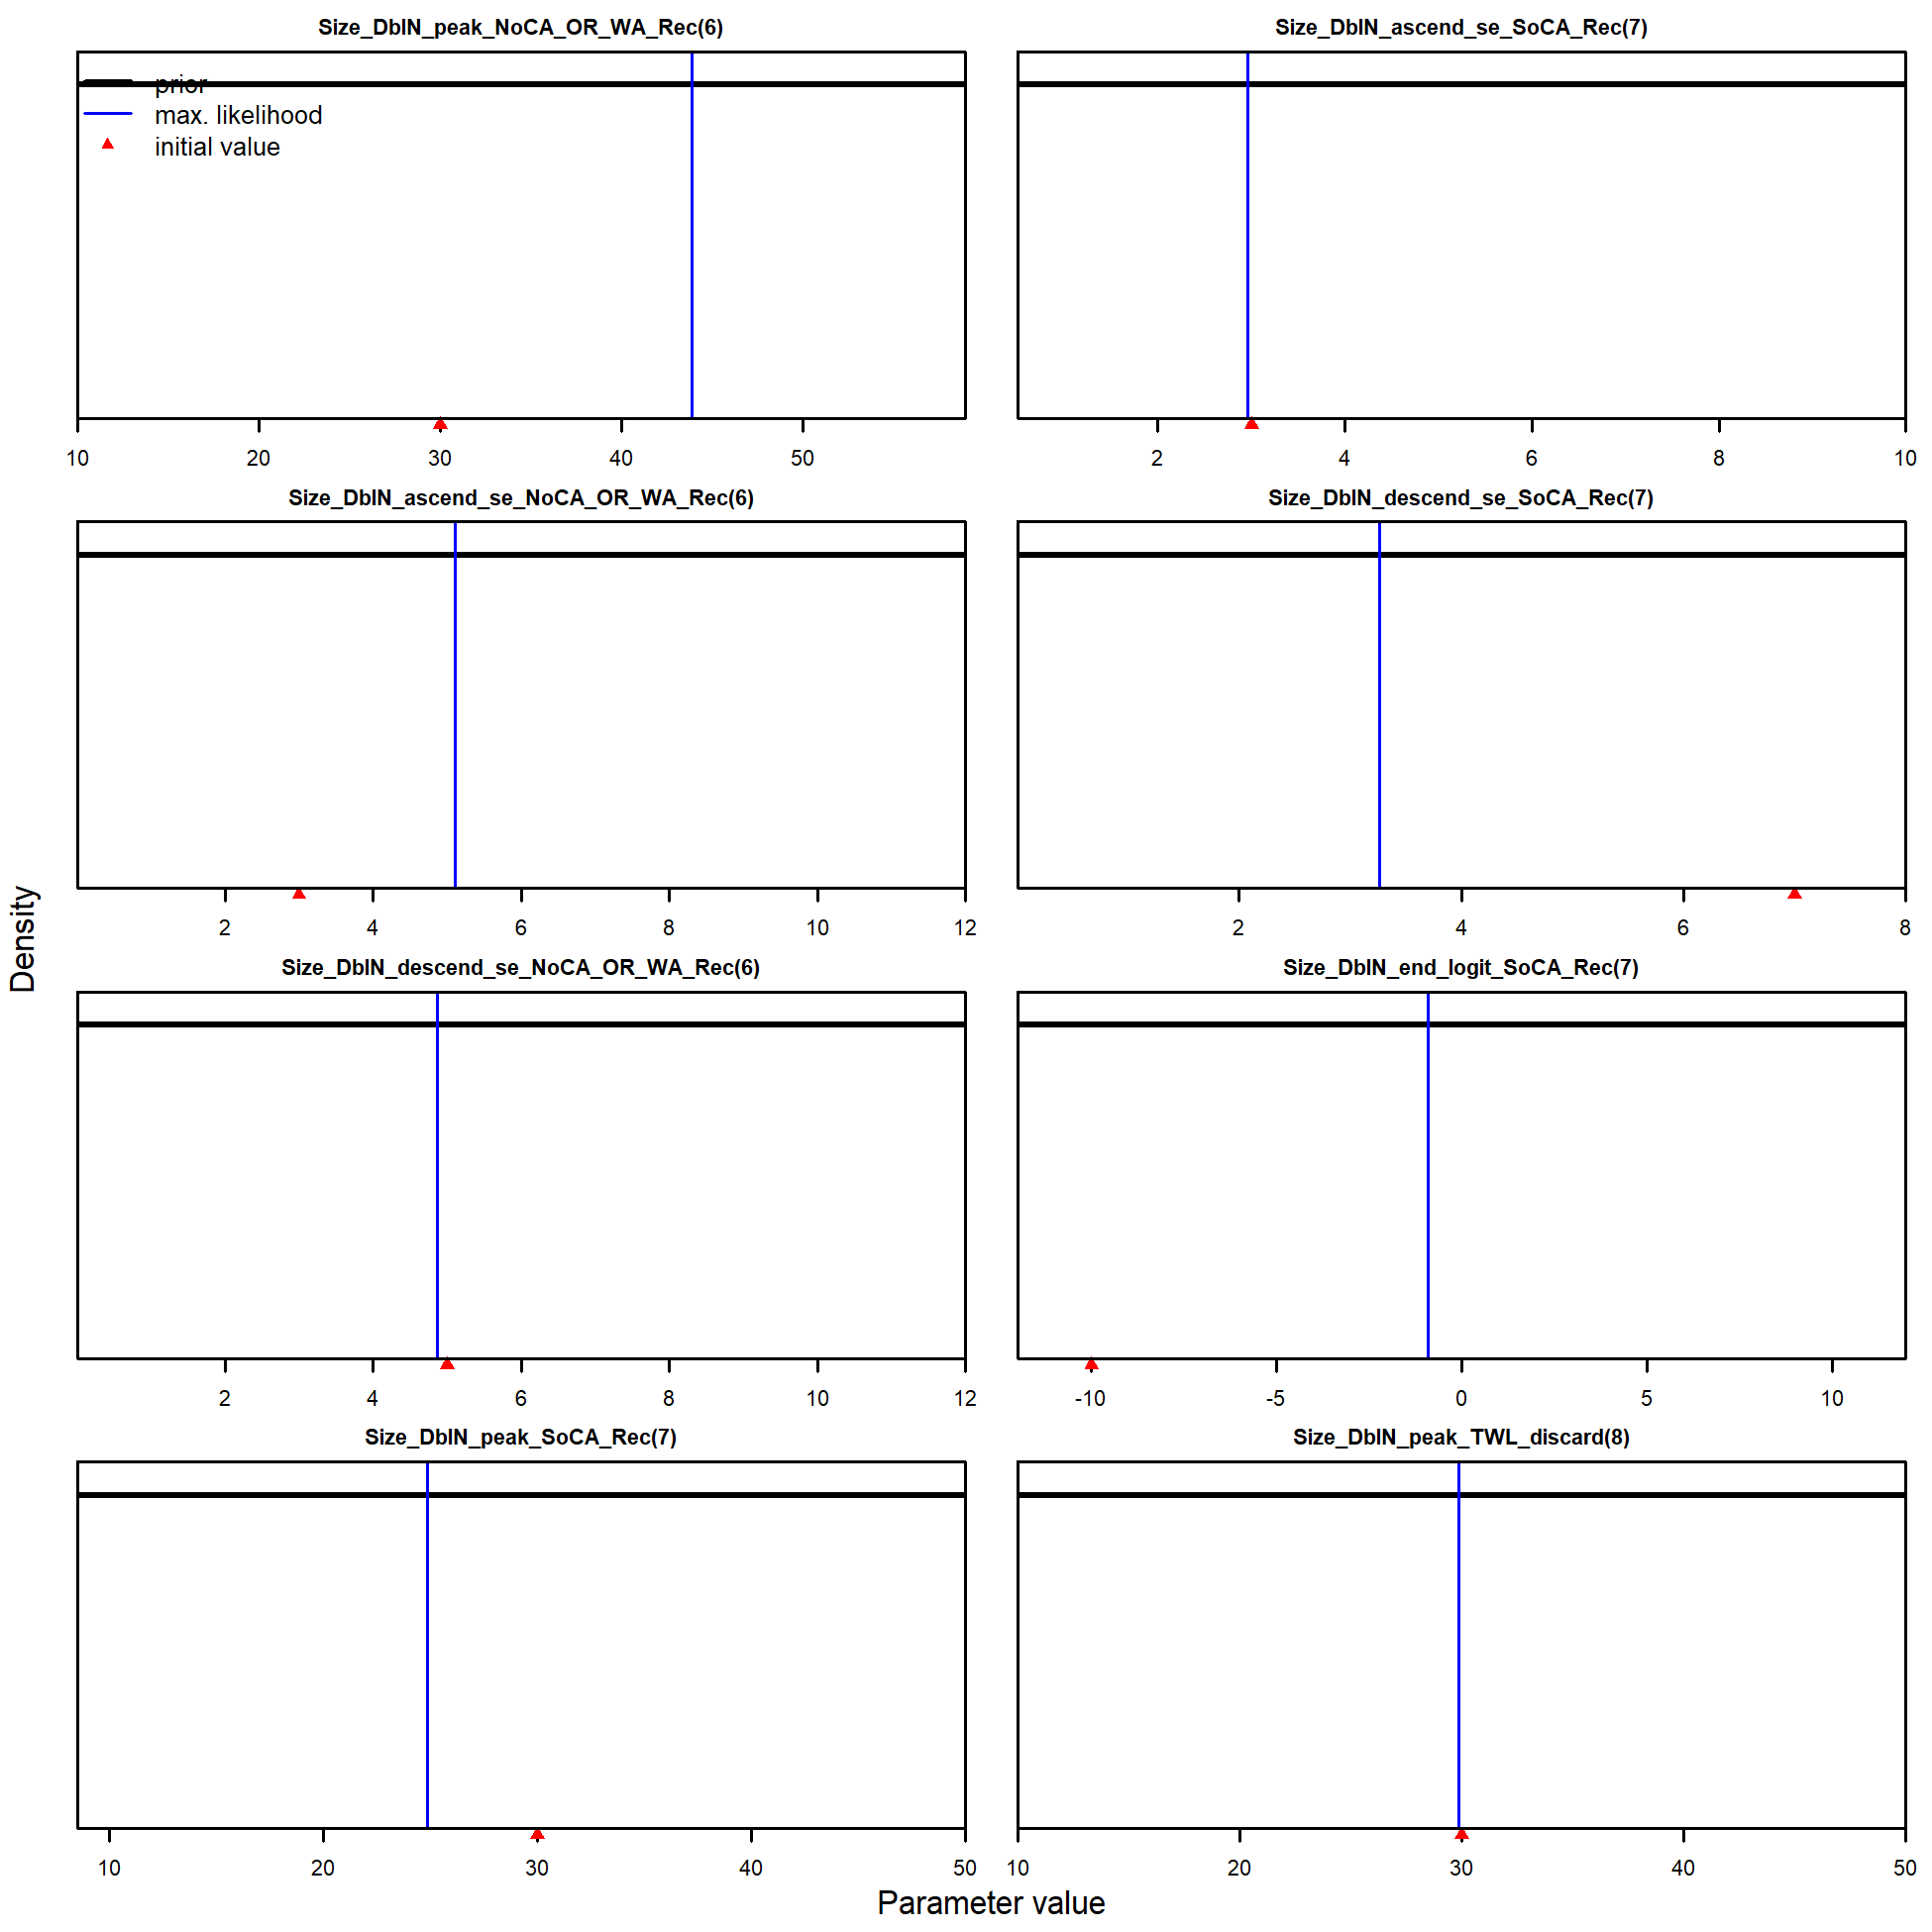 Size_DblN_peak_NoCA_OR_WA_Rec(6)
prior
max. likelihood
initial value
10 20 30 40 50
Size_DblN_ascend_se_SoCA_Rec(7)
2 4 6 8 10
Size_DblN_ascend_se_NoCA_OR_WA_Rec(6)
2 4 6 8 10 12
Size_DblN_descend_se_SoCA_Rec(7)
2 4 6 8
Size_DblN_descend_se_NoCA_OR_WA_Rec(6)
2 4 6 8 10 12
Size_DblN_end_logit_SoCA_Rec(7)
-10 -5 0 5 10
Size_DblN_peak_SoCA_Rec(7)
10 20 30 40 50
Size_DblN_peak_TWL_discard(8)
10 20 30 40 50
Density
Parameter value